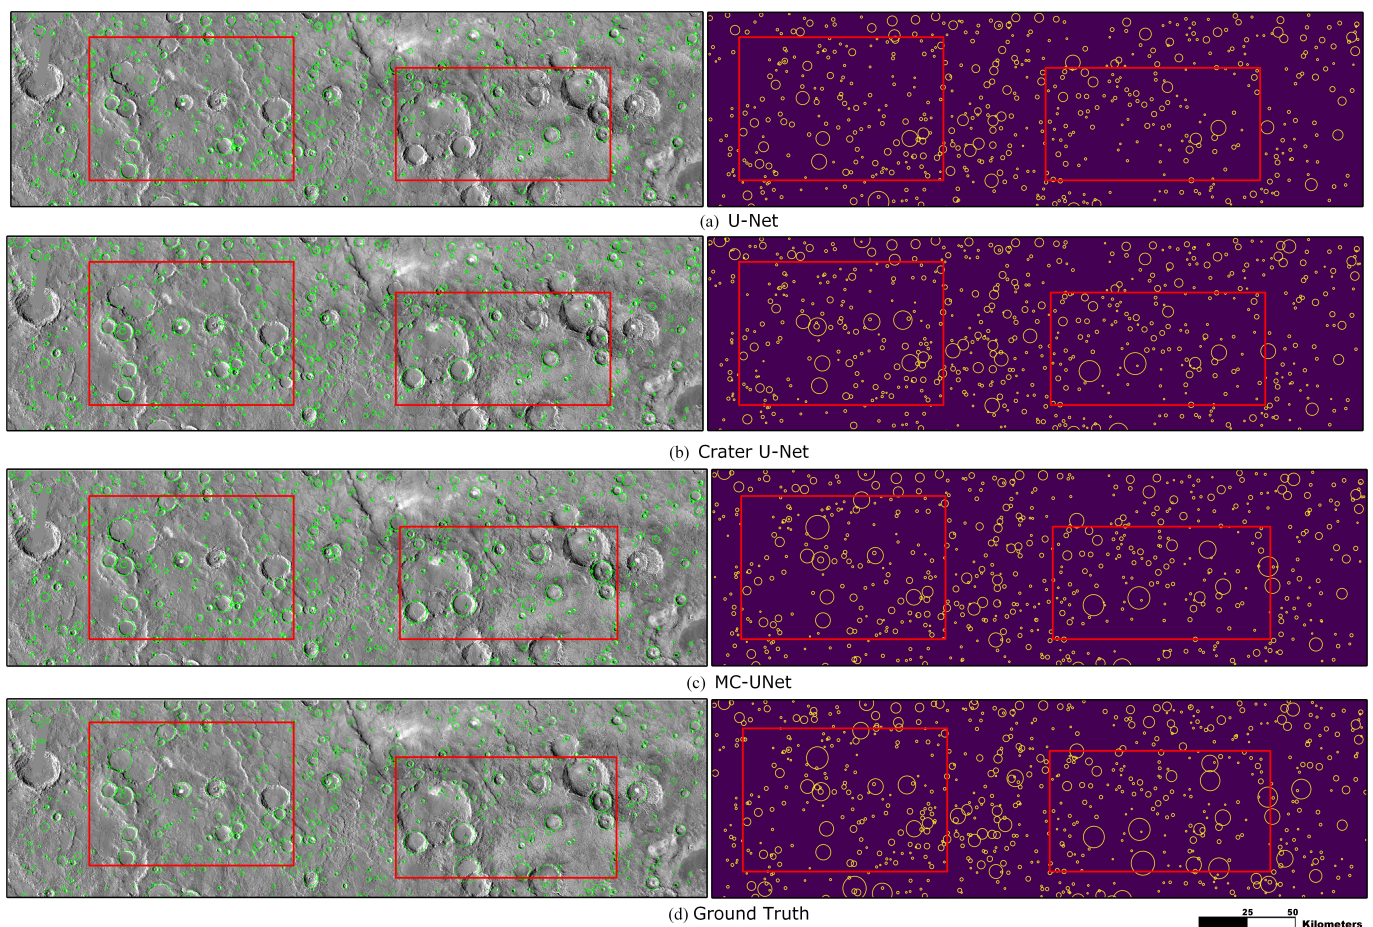 (a) U-Net
(b) Crater U-Net
(c) MC-UNet
(d) Ground Truth
25 50
Kilometers